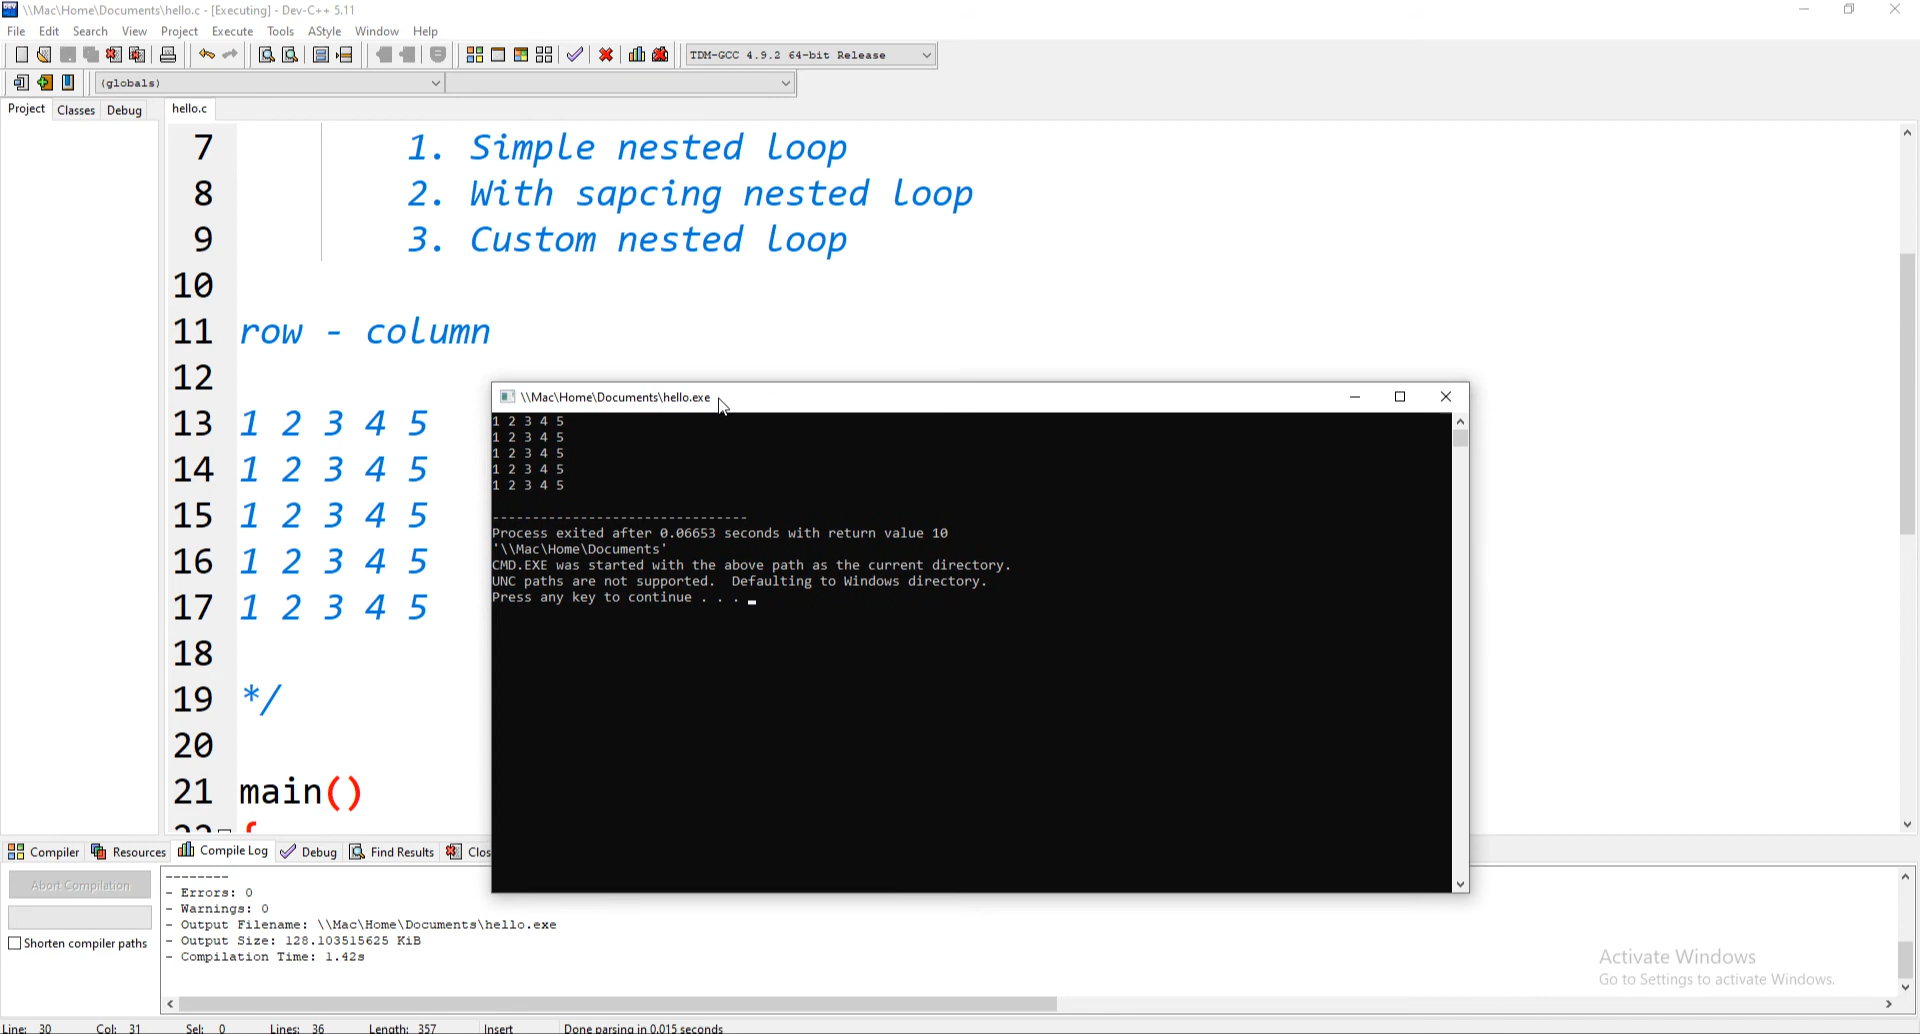 \\Mac\Home\Documents\hello.c - [Executing] - Dev-C++ 5.11
File Edit Search View Project Execute Tools AStyle Window Help
TDM-GCC 4.9.2 64-bit Release
(globals)
Project Classes Debug hello.c
7 1. Simple nested loop
8 2. With sapcing nested loop
9 3. Custom nested loop
10
11 row - column
12
13 1 2 3 4 5
14 1 2 3 4 5
15 1 2 3 4 5
16 1 2 3 4 5
17 1 2 3 4 5
18
19 */
20
21 main()
22 {
\\Mac\Home\Documents\hello.exe
1 2 3 4 5
1 2 3 4 5
1 2 3 4 5
1 2 3 4 5
1 2 3 4 5
--------------------------------
Process exited after 0.06653 seconds with return value 10
'\\Mac\Home\Documents'
CMD.EXE was started with the above path as the current directory.
UNC paths are not supported.  Defaulting to Windows directory.
Press any key to continue . . .
Compiler Resources Compile Log Debug Find Results Clos
Abort Compilation
Shorten compiler paths
--------
- Errors: 0
- Warnings: 0
- Output Filename: \\Mac\Home\Documents\hello.exe
- Output Size: 128.103515625 KiB
- Compilation Time: 1.42s
Activate Windows
Go to Settings to activate Windows.
Line: 30 Col: 31 Sel: 0 Lines: 36 Length: 357 Insert Done parsing in 0.015 seconds